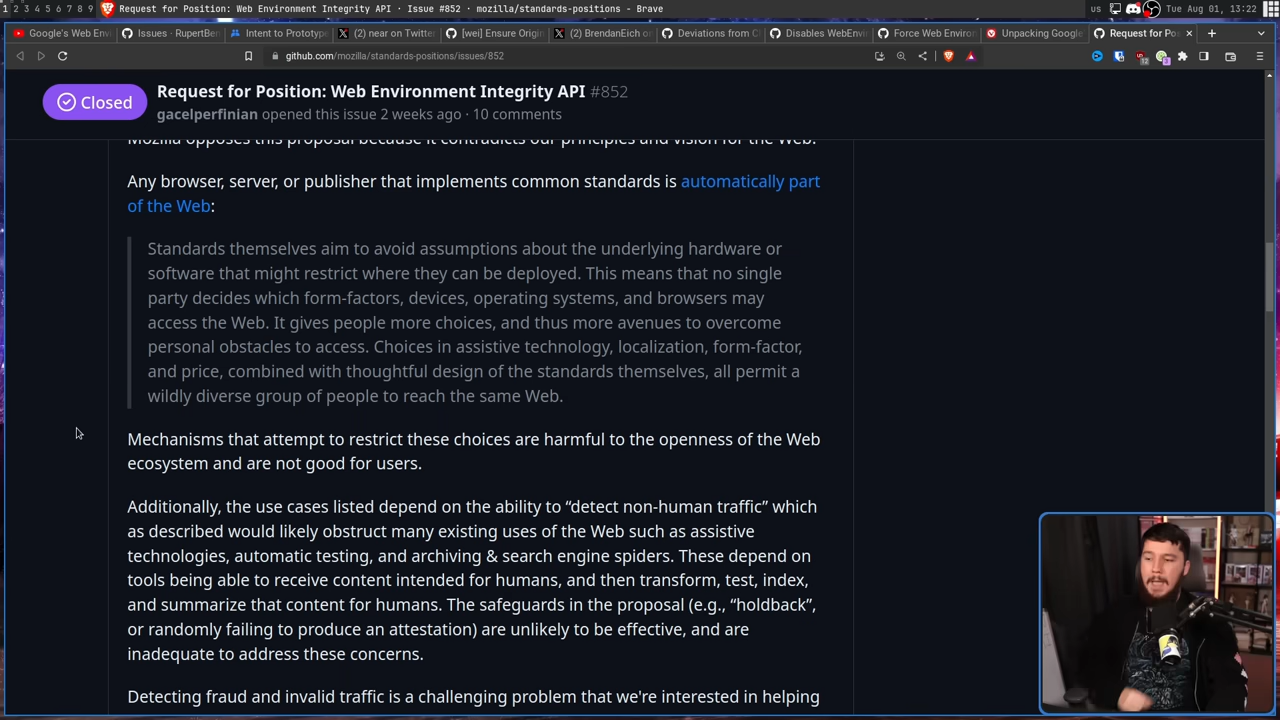 1 2 3 4 5 6 7 8 9 Request for Position: Web Environment Integrity API · Issue #852 · mozilla/standards-positions - Brave
us Tue Aug 01, 13:22
Google's Web Envi
Issues · RupertBen
Intent to Prototype
(2) near on Twitter
[wei] Ensure Origin
(2) BrendanEich on
Deviations from C
Disables WebEnvi
Force Web Environ
Unpacking Google
Request for Po
github.com/mozilla/standards-positions/issues/852
Closed
Request for Position: Web Environment Integrity API #852
gacelperfinian opened this issue 2 weeks ago · 10 comments
Mozilla opposes this proposal because it contradicts our principles and vision for the Web.
Any browser, server, or publisher that implements common standards is automatically part
of the Web:
Standards themselves aim to avoid assumptions about the underlying hardware or
software that might restrict where they can be deployed. This means that no single
party decides which form-factors, devices, operating systems, and browsers may
access the Web. It gives people more choices, and thus more avenues to overcome
personal obstacles to access. Choices in assistive technology, localization, form-factor,
and price, combined with thoughtful design of the standards themselves, all permit a
wildly diverse group of people to reach the same Web.
Mechanisms that attempt to restrict these choices are harmful to the openness of the Web
ecosystem and are not good for users.
Additionally, the use cases listed depend on the ability to “detect non-human traffic” which
as described would likely obstruct many existing uses of the Web such as assistive
technologies, automatic testing, and archiving & search engine spiders. These depend on
tools being able to receive content intended for humans, and then transform, test, index,
and summarize that content for humans. The safeguards in the proposal (e.g., “holdback”,
or randomly failing to produce an attestation) are unlikely to be effective, and are
inadequate to address these concerns.
Detecting fraud and invalid traffic is a challenging problem that we're interested in helping